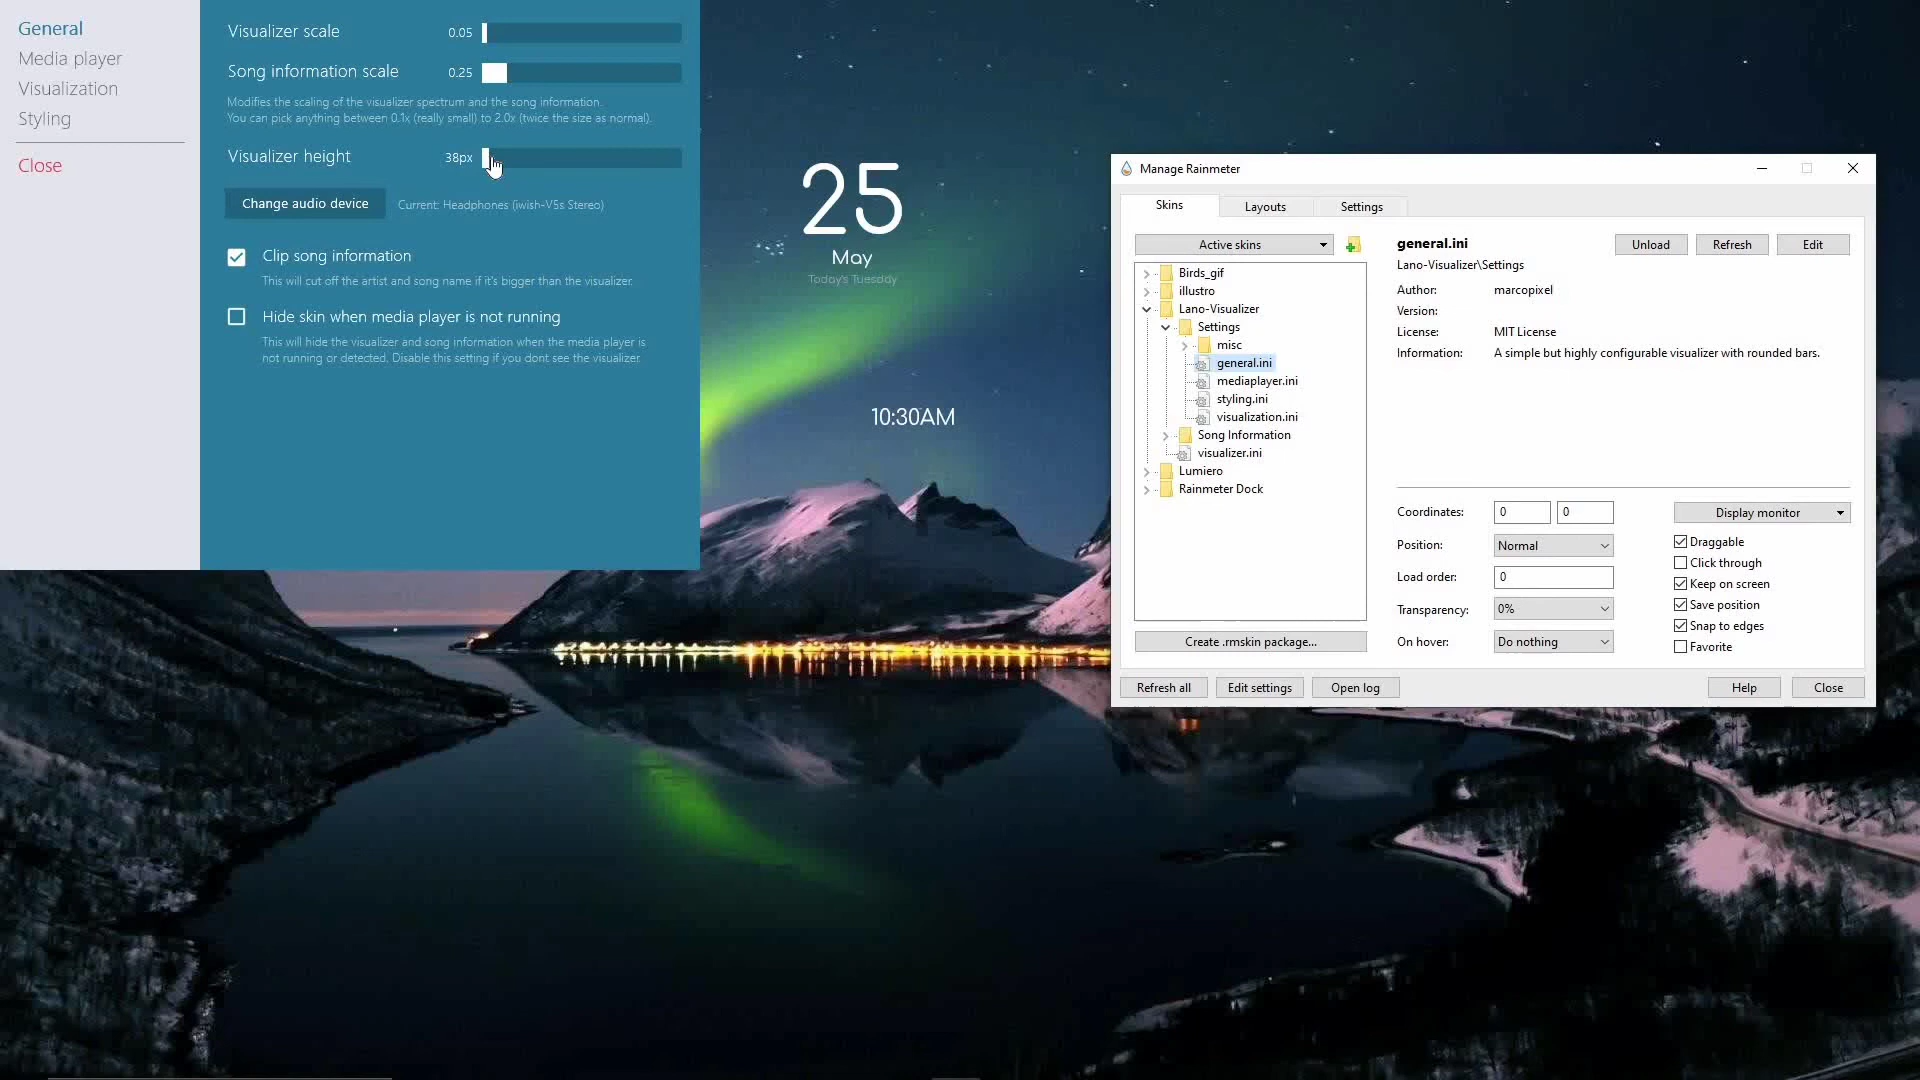 General
Media player
Visualization
Styling
Close
Visualizer scale 0.05
Song information scale 0.25
Modifies the scaling of the visualizer spectrum and the song information.
You can pick anything between 0.1x (really small) to 2.0x (twice the size as normal).
Visualizer height 38px
Change audio device Current: Headphones (iwish-V5s Stereo)
Clip song information
This will cut off the artist and song name if it's bigger than the visualizer.
Hide skin when media player is not running
This will hide the visualizer and song information when the media player is
not running or detected. Disable this setting if you dont see the visualizer.
25
May
Today's Tuesday
10:30AM
Manage Rainmeter
Skins Layouts Settings
Active skins
Birds_gif
illustro
Lano-Visualizer
Settings
misc
general.ini
mediaplayer.ini
styling.ini
visualization.ini
Song Information
visualizer.ini
Lumiero
Rainmeter Dock
Create .rmskin package...
general.ini Unload Refresh Edit
Lano-Visualizer\Settings
Author: marcopixel
Version:
License: MIT License
Information: A simple but highly configurable visualizer with rounded bars.
Coordinates: 0 0
Position: Normal
Load order: 0
Transparency: 0%
On hover: Do nothing
Display monitor
Draggable
Click through
Keep on screen
Save position
Snap to edges
Favorite
Refresh all Edit settings Open log Help Close